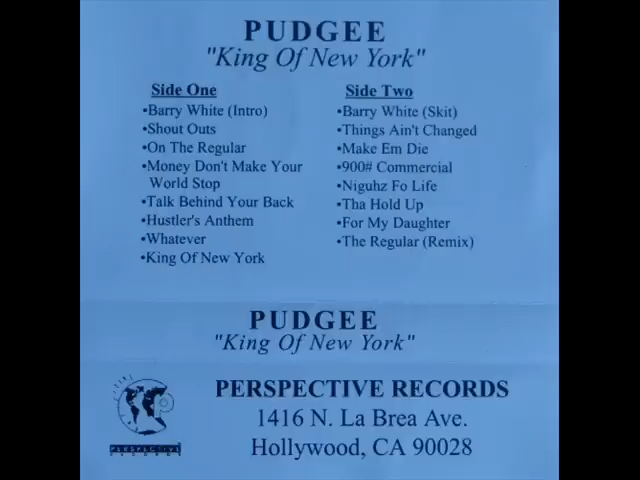 PUDGEE
"King Of New York"
Side One
•Barry White (Intro)
•Shout Outs
•On The Regular
•Money Don't Make Your
World Stop
•Talk Behind Your Back
•Hustler's Anthem
•Whatever
•King Of New York
Side Two
•Barry White (Skit)
•Things Ain't Changed
•Make Em Die
•900# Commercial
•Niguhz Fo Life
•Tha Hold Up
•For My Daughter
•The Regular (Remix)
PUDGEE
"King Of New York"
PERSPECTIVE RECORDS
1416 N. La Brea Ave.
Hollywood, CA 90028
PERSPECTIVE
RECORDS